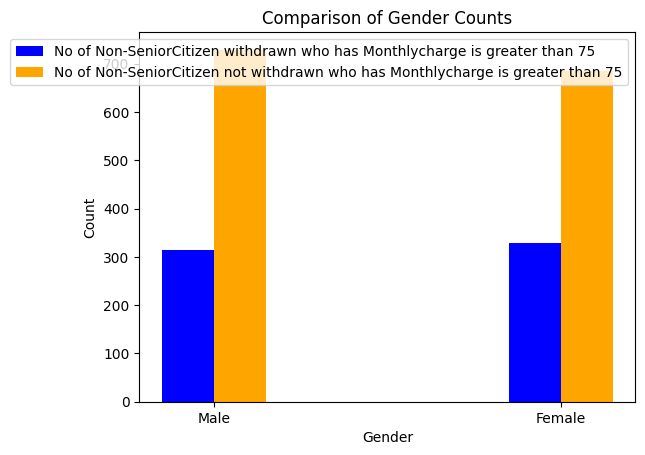 Comparison of Gender Counts
No of Non-SeniorCitizen withdrawn who has Monthlycharge is greater than 75
No of Non-SeniorCitizen not withdrawn who has Monthlycharge is greater than 75
700
600
500
400
300
200
100
0
Count
Male Female
Gender